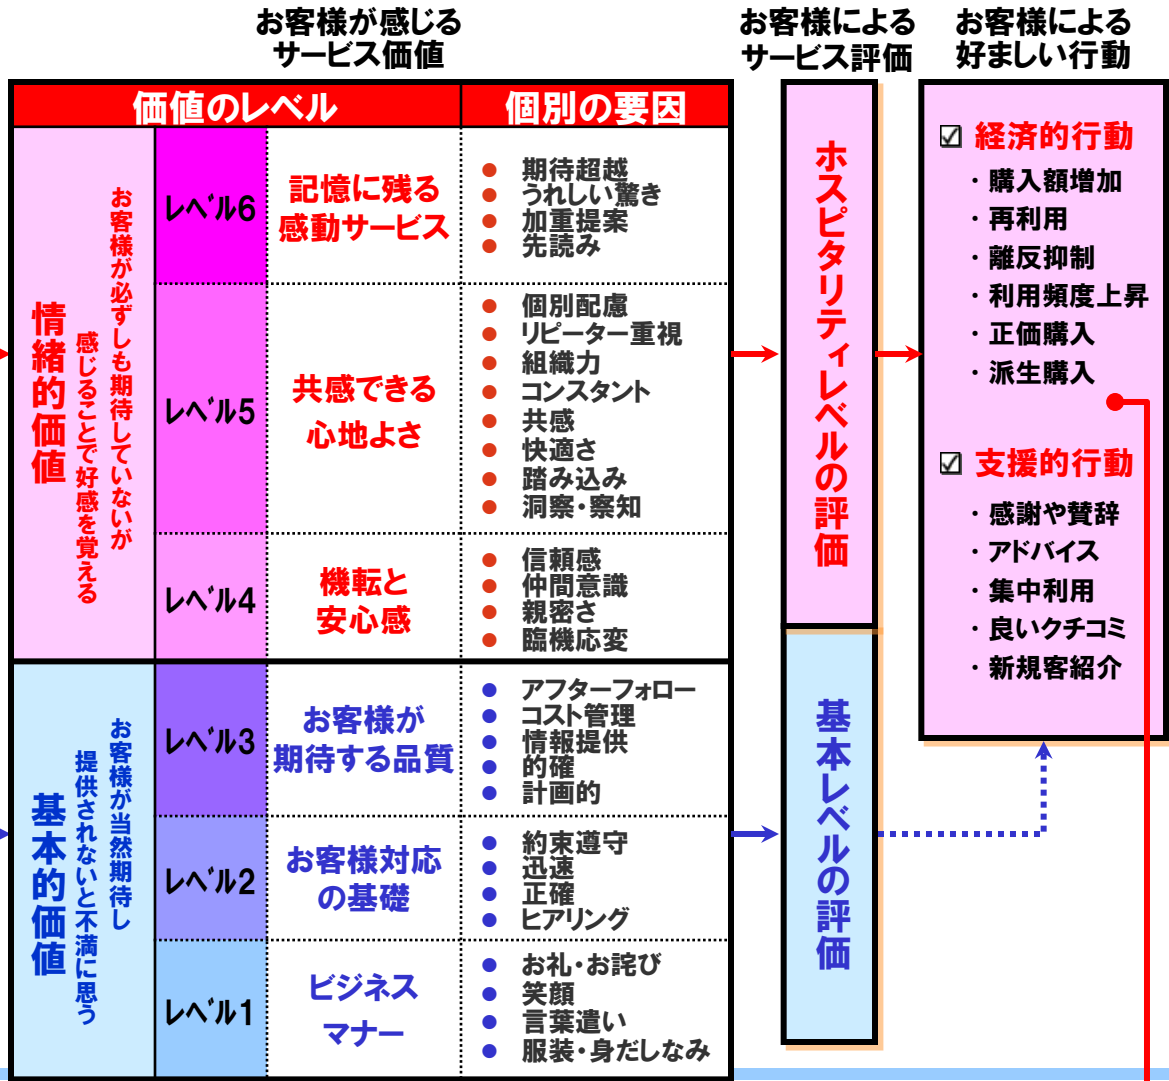 お客様が感じる
サービス価値
お客様による
サービス評価
お客様による
好ましい行動
価値のレベル
個別の要因
情緒的価値
お客様が必ずしも期待していないが
感じることで好感を覚える
レベル6
記憶に残る
感動サービス
● 期待超越
● うれしい驚き
● 加重提案
● 先読み
レベル5
共感できる
心地よさ
● 個別配慮
● リピーター重視
● 組織力
● コンスタント
● 共感
● 快適さ
● 踏み込み
● 洞察・察知
レベル4
機転と
安心感
● 信頼感
● 仲間意識
● 親密さ
● 臨機応変
基本的価値
お客様が当然期待し
提供されないと不満に思う
レベル3
お客様が
期待する品質
● アフターフォロー
● コスト管理
● 情報提供
● 的確
● 計画的
レベル2
お客様対応
の基礎
● 約束遵守
● 迅速
● 正確
● ヒアリング
レベル1
ビジネス
マナー
● お礼・お詫び
● 笑顔
● 言葉遣い
● 服装・身だしなみ
ホスピタリティレベルの評価
基本レベルの評価
☑ 経済的行動
・購入額増加
・再利用
・離反抑制
・利用頻度上昇
・正価購入
・派生購入
☑ 支援的行動
・感謝や賛辞
・アドバイス
・集中利用
・良いクチコミ
・新規客紹介